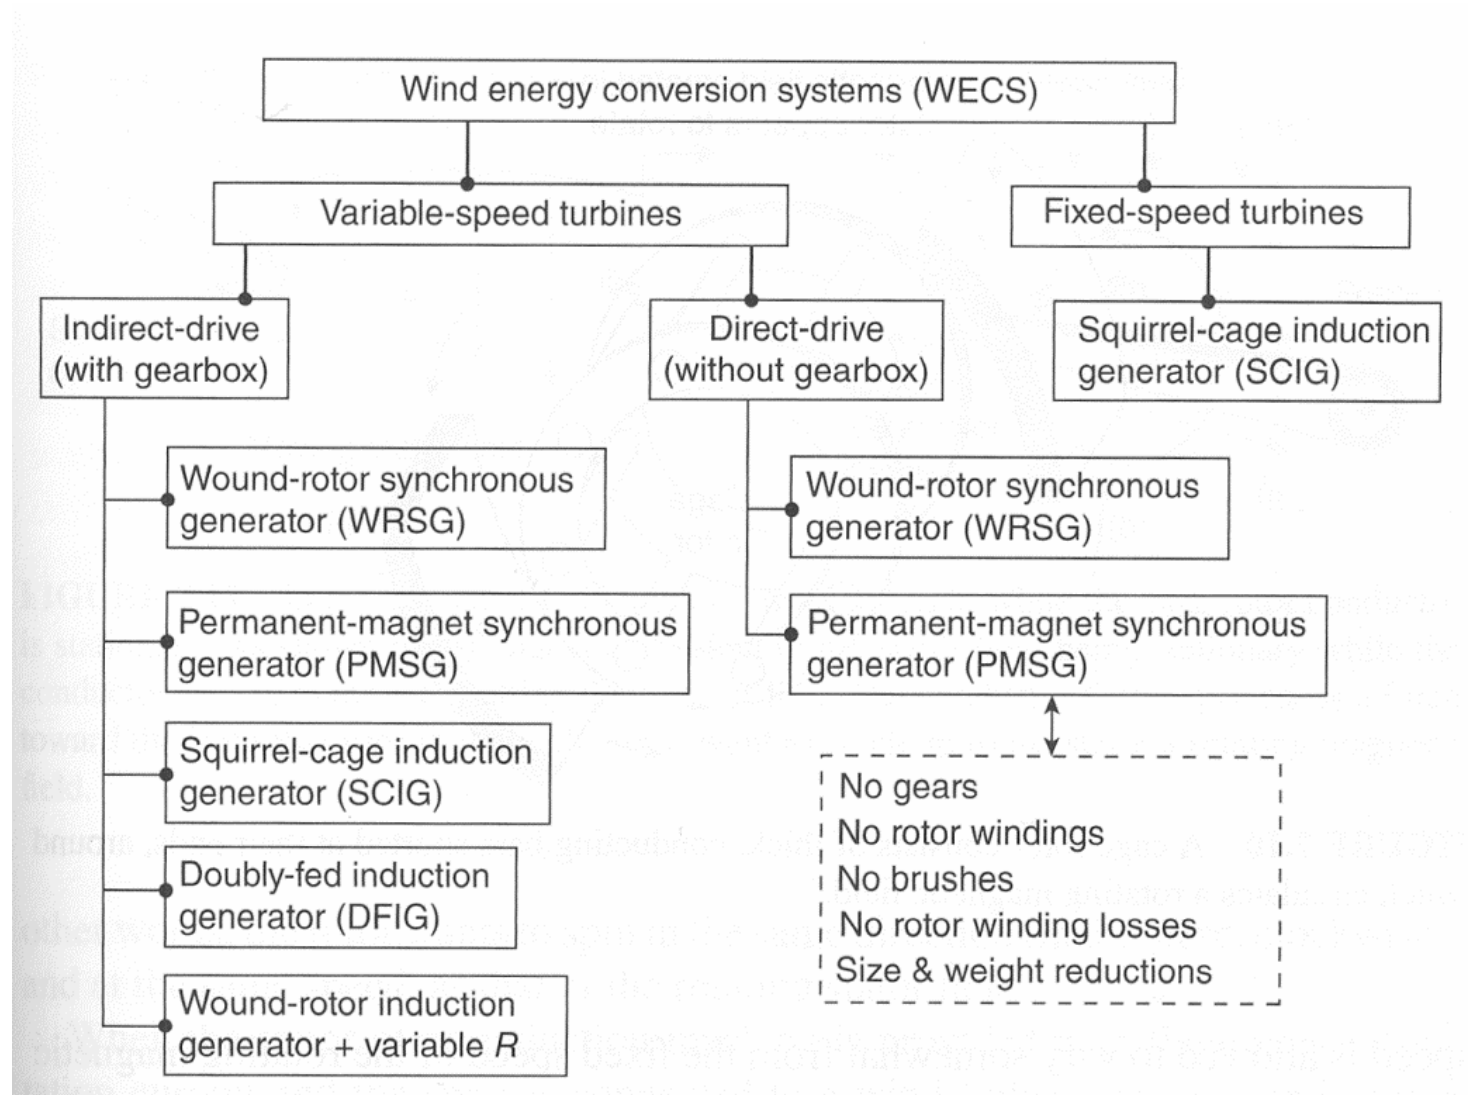 Wind energy conversion systems (WECS)
Variable-speed turbines
Fixed-speed turbines
Indirect-drive
(with gearbox)
Direct-drive
(without gearbox)
Squirrel-cage induction
generator (SCIG)
Wound-rotor synchronous
generator (WRSG)
Permanent-magnet synchronous
generator (PMSG)
Squirrel-cage induction
generator (SCIG)
Doubly-fed induction
generator (DFIG)
Wound-rotor induction
generator + variable R
Wound-rotor synchronous
generator (WRSG)
Permanent-magnet synchronous
generator (PMSG)
No gears
No rotor windings
No brushes
No rotor winding losses
Size & weight reductions